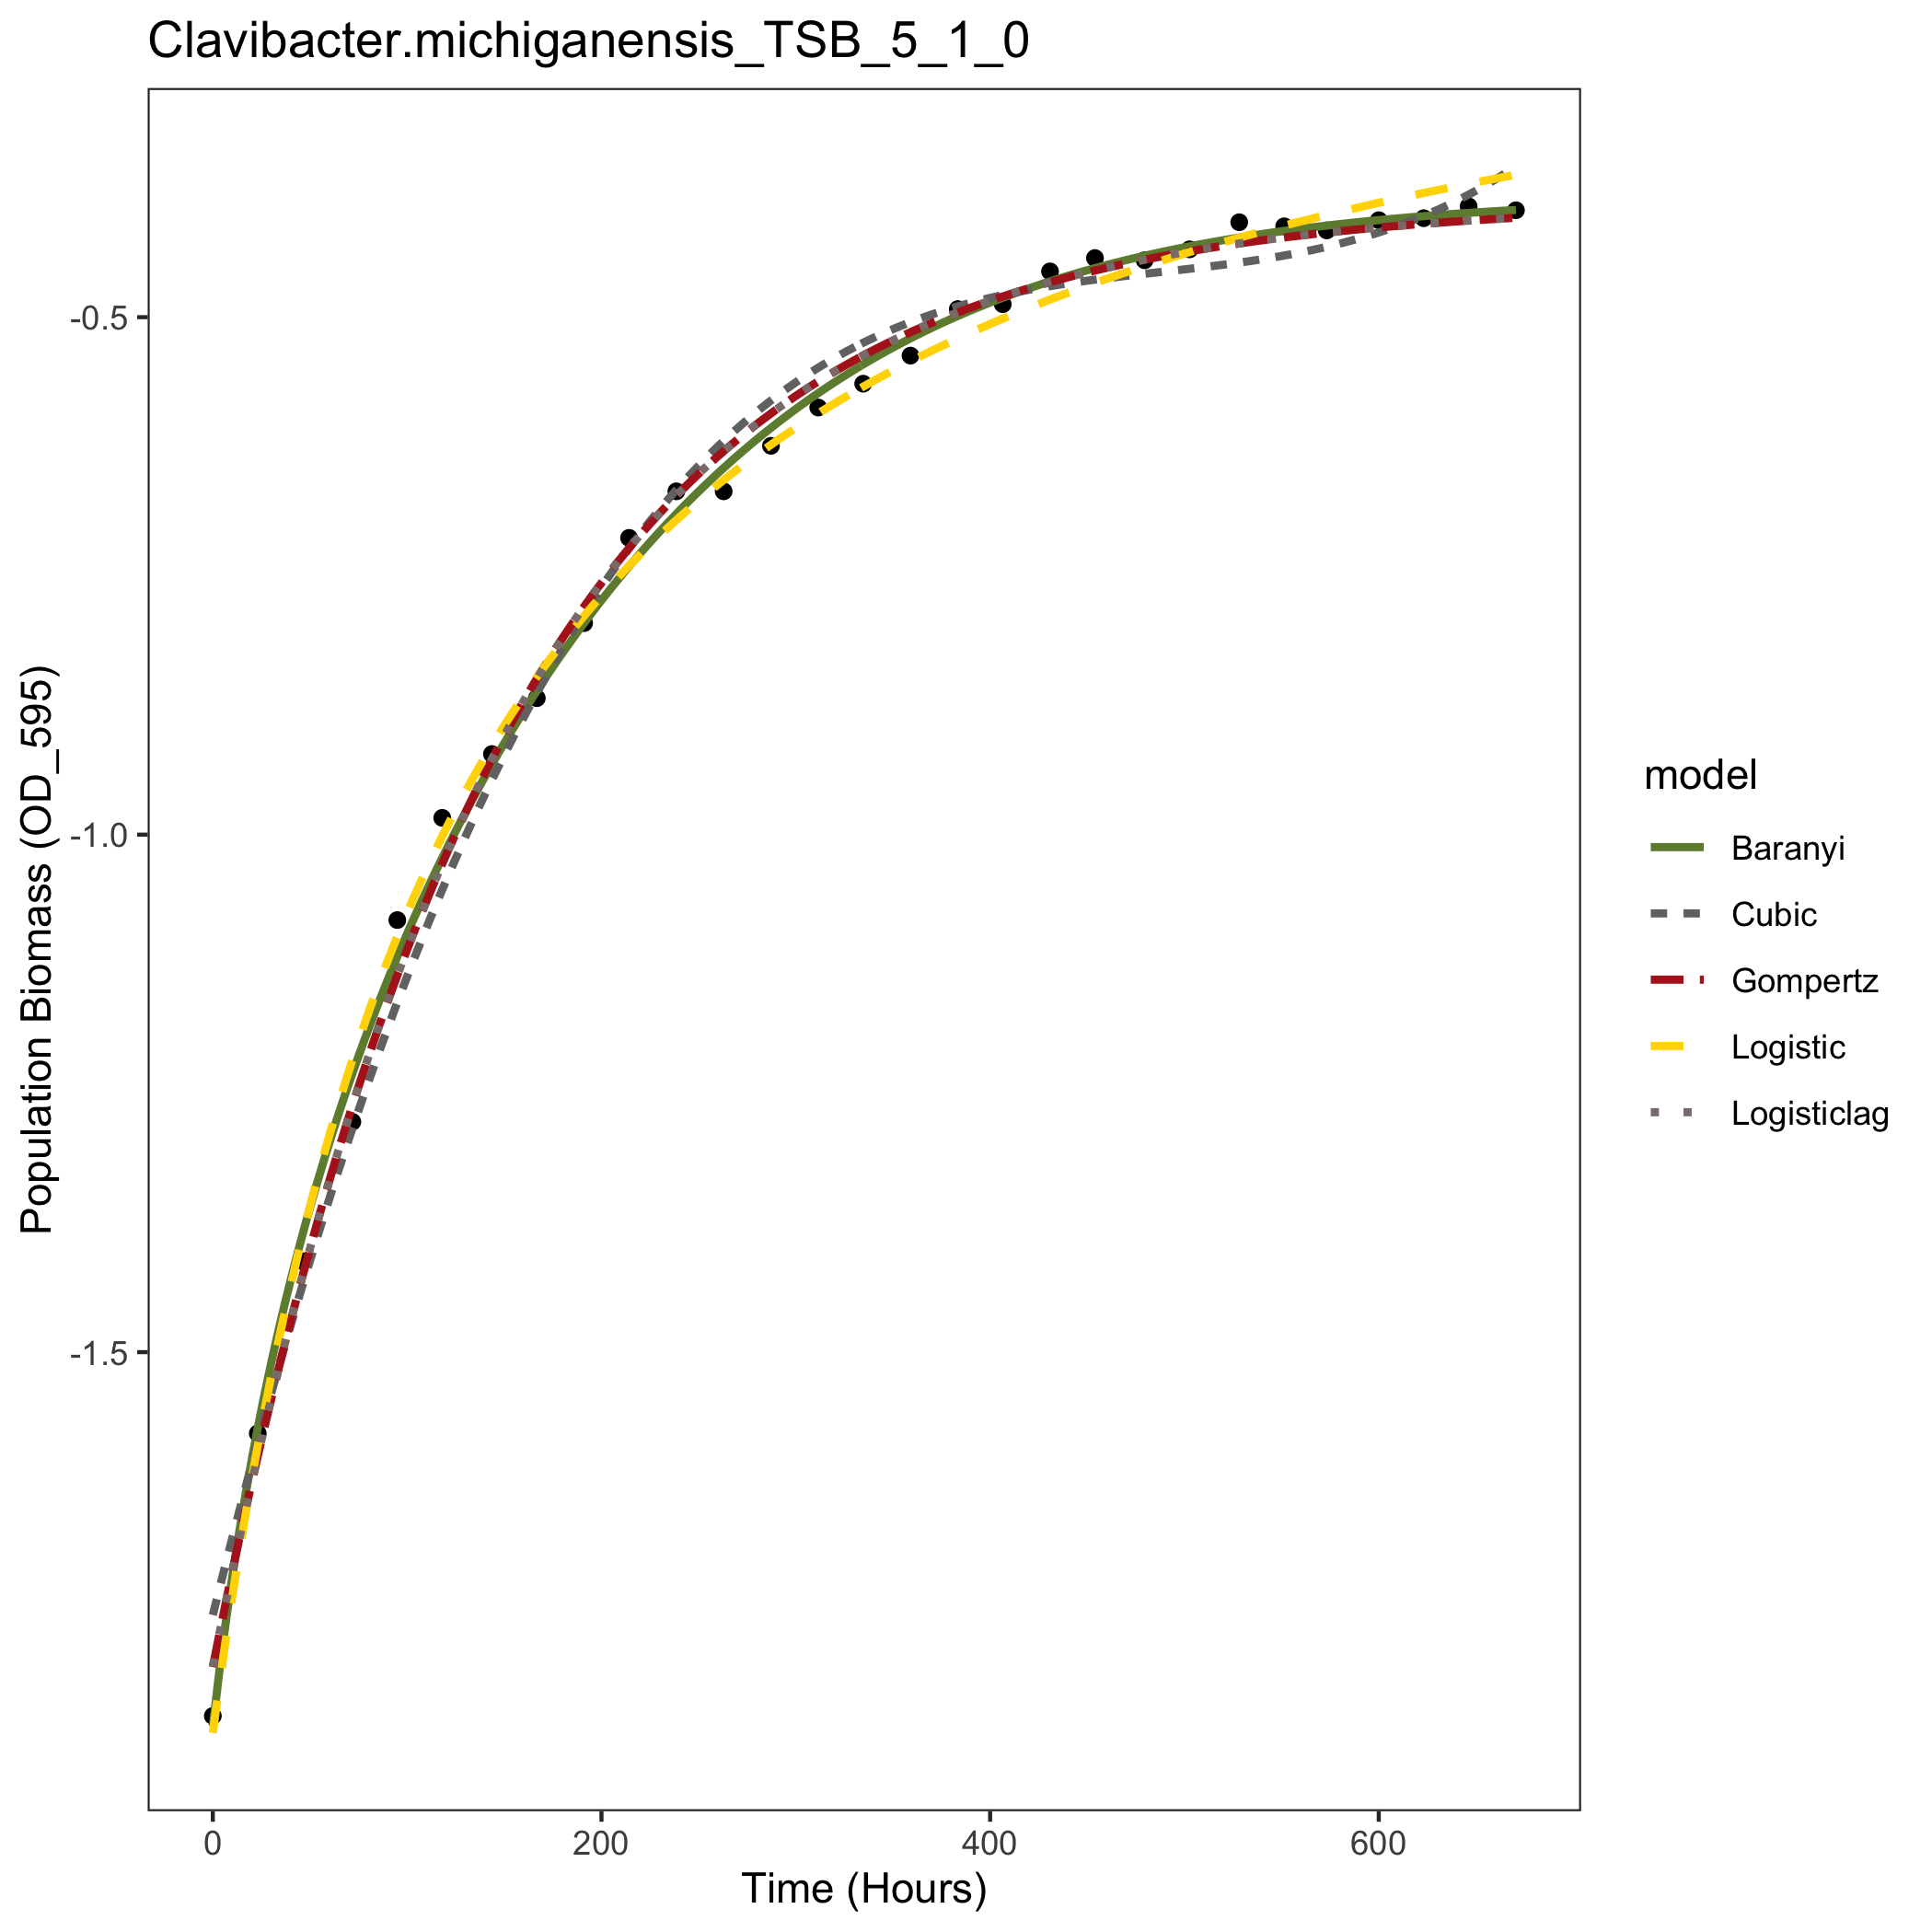 Clavibacter.michiganensis_TSB_5_1_0
Population Biomass (OD_595)
-0.5
-1.0
-1.5
0 200 400 600
Time (Hours)
model
Baranyi
Cubic
Gompertz
Logistic
Logisticlag